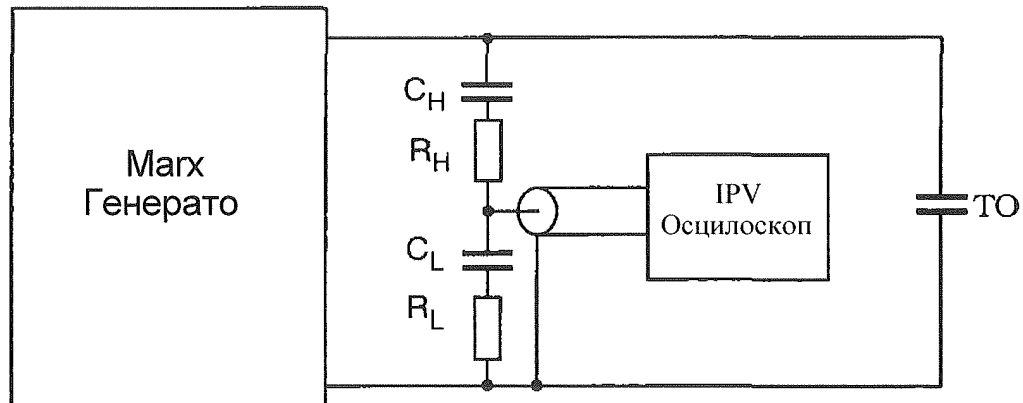 Marx
Генерато
C_H
R_H
C_L
R_L
IPV
Осцилоскоп
TO